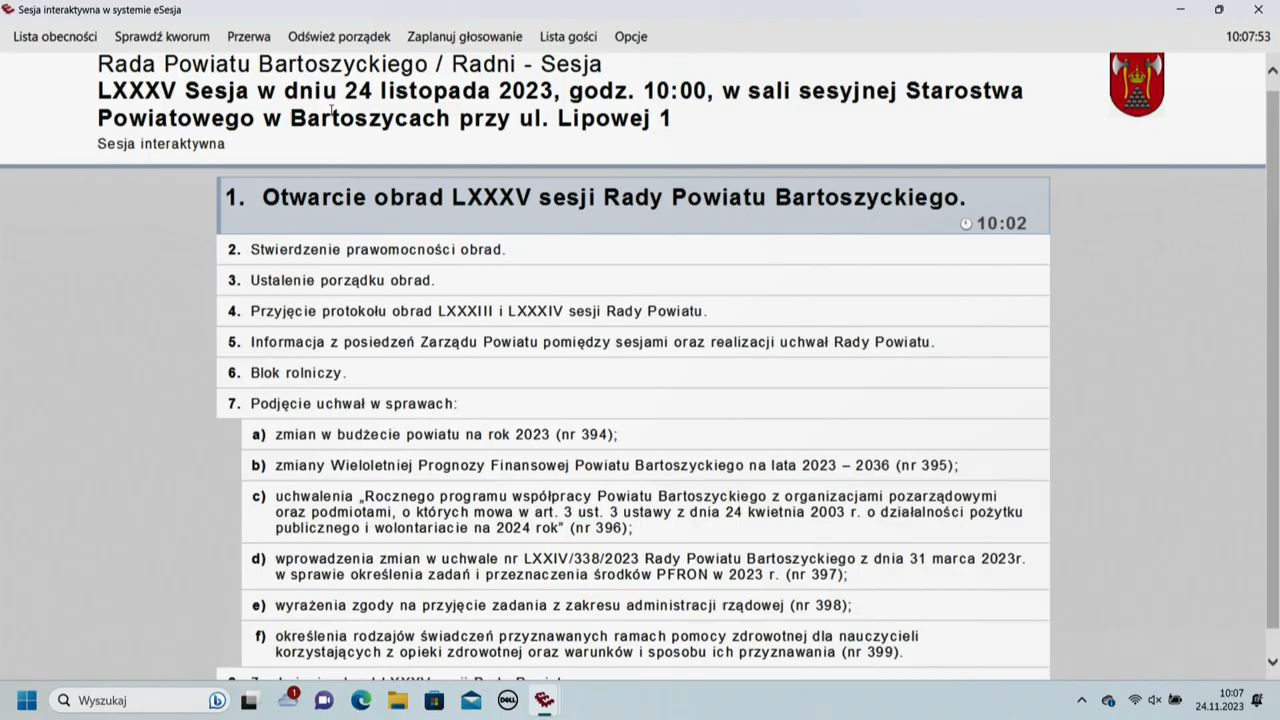 Sesja interaktywna w systemie eSesja
Lista obecności Sprawdź kworum Przerwa Odśwież porządek Zaplanuj głosowanie Lista gości Opcje 10:07:53
Rada Powiatu Bartoszyckiego / Radni - Sesja
LXXXV Sesja w dniu 24 listopada 2023, godz. 10:00, w sali sesyjnej Starostwa
Powiatowego w Bartoszycach przy ul. Lipowej 1
Sesja interaktywna
1. Otwarcie obrad LXXXV sesji Rady Powiatu Bartoszyckiego.
10:02
2. Stwierdzenie prawomocności obrad.
3. Ustalenie porządku obrad.
4. Przyjęcie protokołu obrad LXXXIII i LXXXIV sesji Rady Powiatu.
5. Informacja z posiedzeń Zarządu Powiatu pomiędzy sesjami oraz realizacji uchwał Rady Powiatu.
6. Blok rolniczy.
7. Podjęcie uchwał w sprawach:
a) zmian w budżecie powiatu na rok 2023 (nr 394);
b) zmiany Wieloletniej Prognozy Finansowej Powiatu Bartoszyckiego na lata 2023 – 2036 (nr 395);
c) uchwalenia „Rocznego programu współpracy Powiatu Bartoszyckiego z organizacjami pozarządowymi
oraz podmiotami, o których mowa w art. 3 ust. 3 ustawy z dnia 24 kwietnia 2003 r. o działalności pożytku
publicznego i wolontariacie na 2024 rok" (nr 396);
d) wprowadzenia zmian w uchwale nr LXXIV/338/2023 Rady Powiatu Bartoszyckiego z dnia 31 marca 2023r.
w sprawie określenia zadań i przeznaczenia środków PFRON w 2023 r. (nr 397);
e) wyrażenia zgody na przyjęcie zadania z zakresu administracji rządowej (nr 398);
f) określenia rodzajów świadczeń przyznawanych ramach pomocy zdrowotnej dla nauczycieli
korzystających z opieki zdrowotnej oraz warunków i sposobu ich przyznawania (nr 399).
Wyszukaj
1
DELL
10:07
24.11.2023